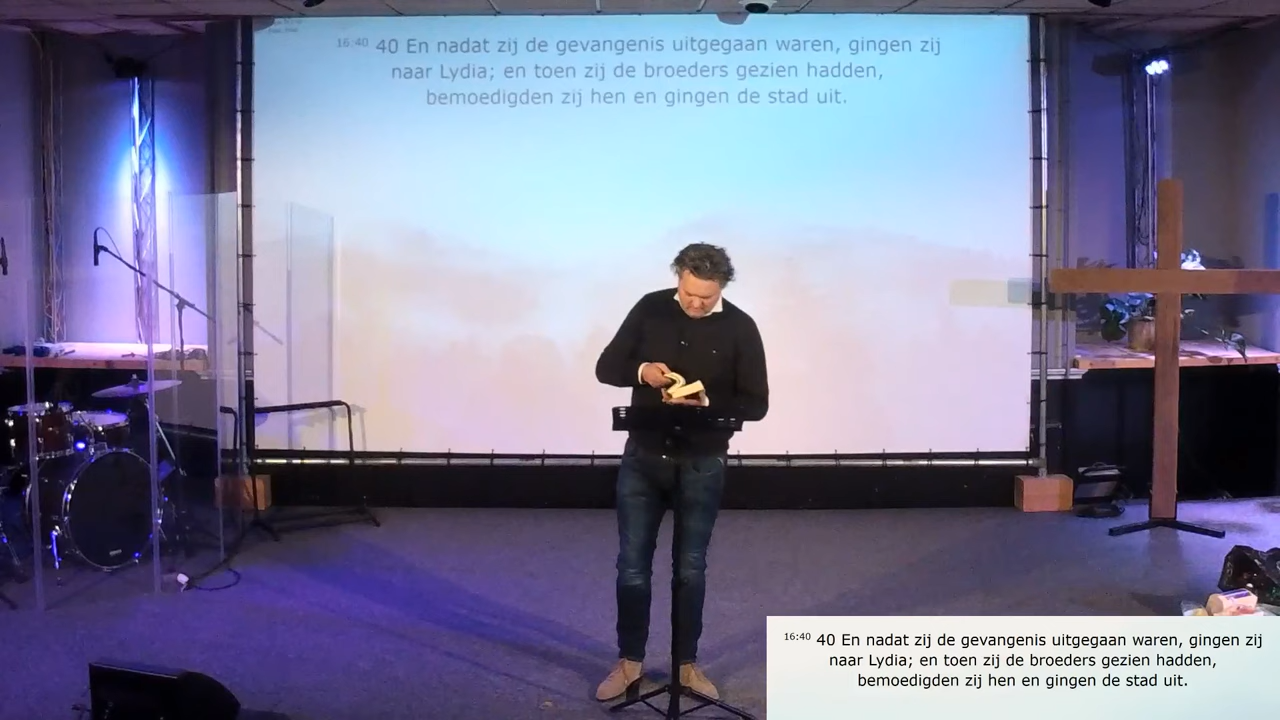 16:40 40 En nadat zij de gevangenis uitgegaan waren, gingen zij
naar Lydia; en toen zij de broeders gezien hadden,
bemoedigden zij hen en gingen de stad uit.
16:40 40 En nadat zij de gevangenis uitgegaan waren, gingen zij
naar Lydia; en toen zij de broeders gezien hadden,
bemoedigden zij hen en gingen de stad uit.